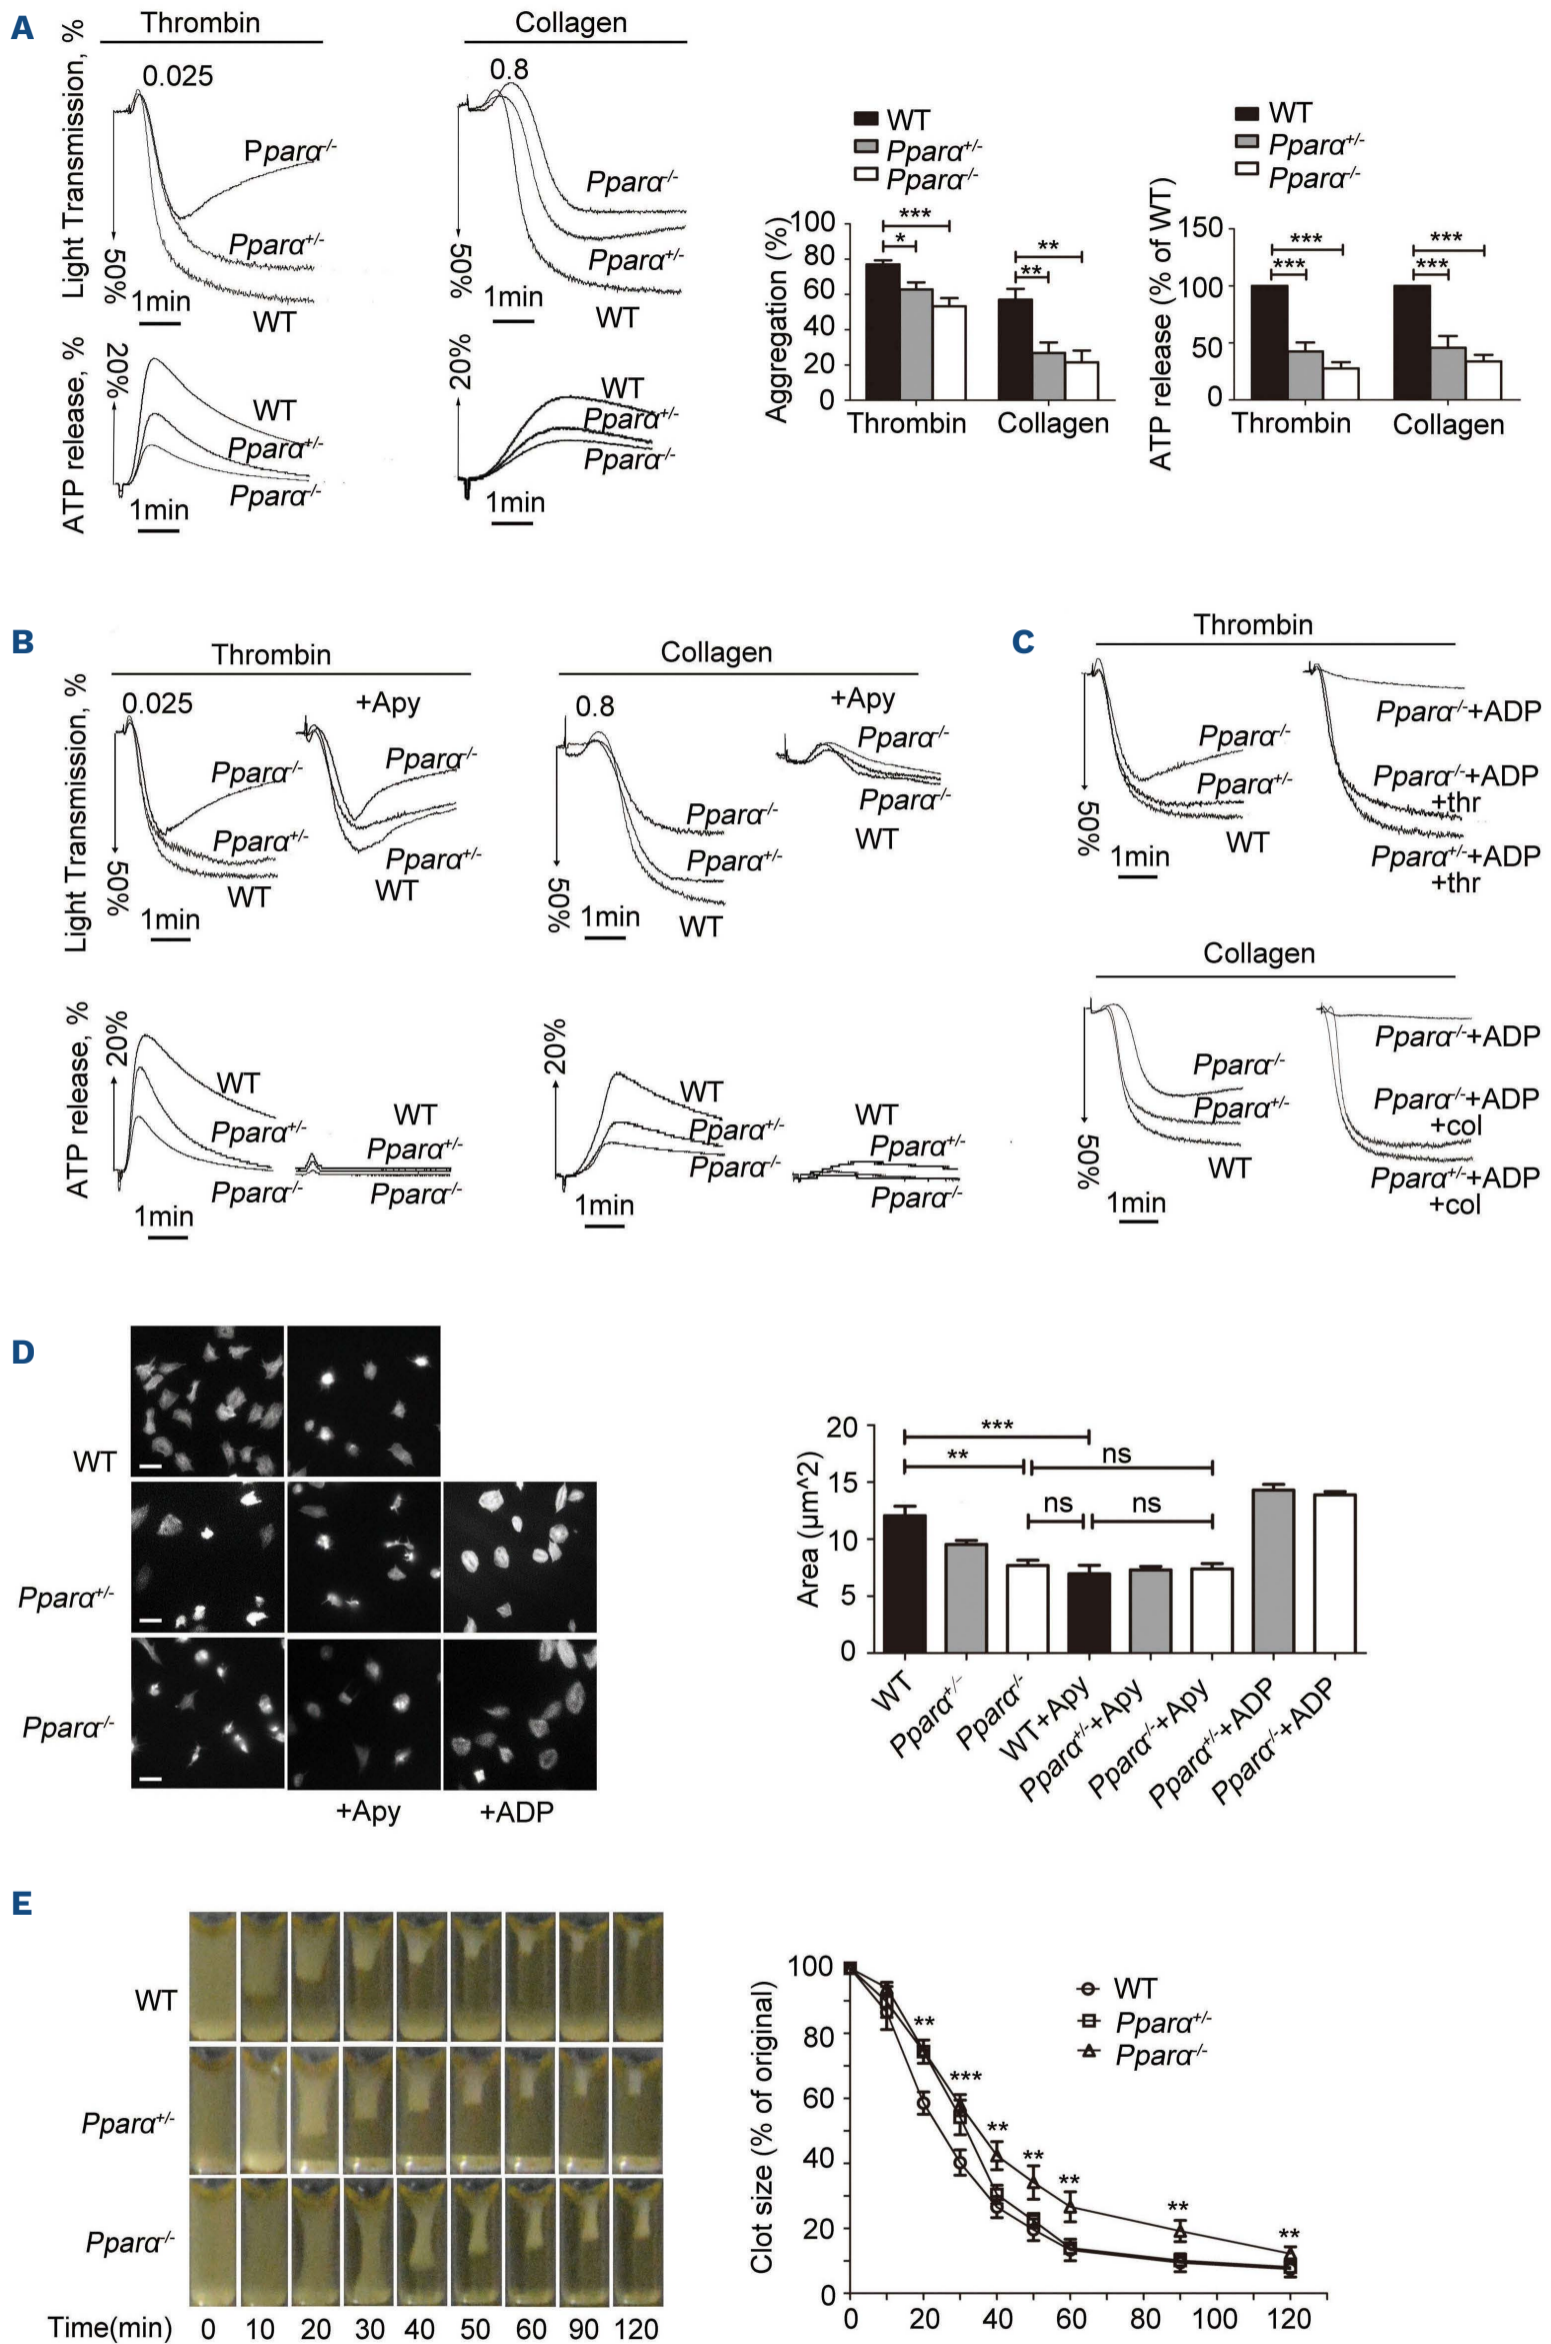 A
Thrombin
Collagen
Light Transmission, %
0.025
0.8
Pparα-/-
Pparα+/-
WT
50%
1min
Pparα-/-
Pparα+/-
WT
50%
1min
ATP release, %
20%
WT
Pparα+/-
Pparα-/-
1min
20%
WT
Pparα+/-
Pparα-/-
1min
WT
Pparα+/-
Pparα-/-
Aggregation (%)
100
80
60
40
20
0
***
*
**
**
Thrombin
Collagen
WT
Pparα+/-
Pparα-/-
ATP release (% of WT)
150
100
50
0
***
***
***
***
Thrombin
Collagen
B
Thrombin
Collagen
Light Transmission, %
0.025
+Apy
Pparα-/-
Pparα+/-
WT
50%
1min
Pparα-/-
Pparα+/-
WT
0.8
+Apy
Pparα-/-
Pparα+/-
WT
50%
1min
Pparα-/-
Pparα-/-
WT
ATP release, %
20%
WT
Pparα+/-
Pparα-/-
1min
WT
Pparα+/-
Pparα-/-
20%
WT
Pparα+/-
Pparα-/-
1min
WT
Pparα+/-
Pparα-/-
C
Thrombin
Pparα-/-
Pparα+/-
WT
50%
1min
Pparα-/-+ADP
Pparα-/-+ADP
+thr
Pparα+/-+ADP
+thr
Collagen
Pparα-/-
Pparα+/-
WT
50%
1min
Pparα-/-+ADP
Pparα-/-+ADP
+col
Pparα+/-+ADP
+col
D
WT
Pparα+/-
Pparα-/-
+Apy
+ADP
Area (μm^2)
20
15
10
5
0
***
**
ns
ns
ns
WT
Pparα+/-
Pparα-/-
WT+Apy
Pparα+/-+Apy
Pparα-/-+Apy
Pparα+/-+ADP
Pparα-/-+ADP
E
WT
Pparα+/-
Pparα-/-
Time(min) 0 10 20 30 40 50 60 90 120
Clot size (% of original)
100
80
60
40
20
0
WT
Pparα+/-
Pparα-/-
**
***
**
**
**
**
**
0 20 40 60 80 100 120